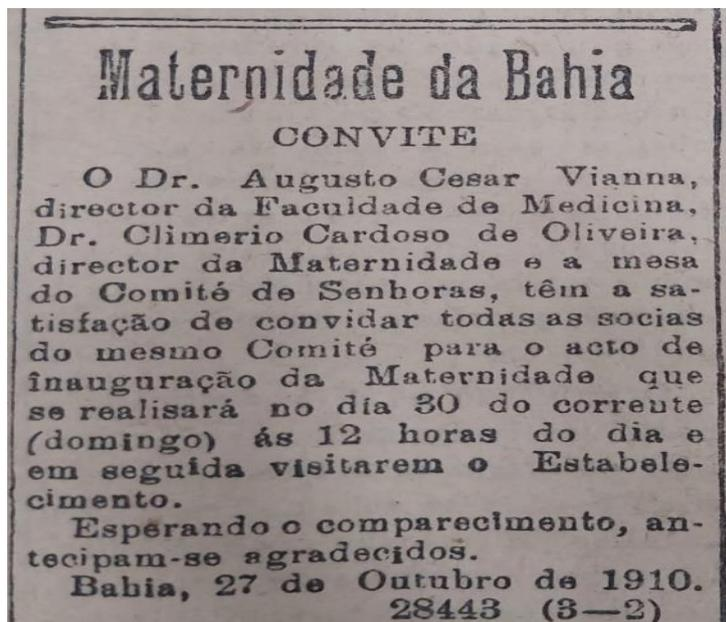 Maternidade da Bahia
CONVITE
O Dr. Augusto Cesar Vianna,
director da Faculdade de Medicina,
Dr. Climerio Cardoso de Oliveira,
director da Maternidade e a mesa
do Comité de Senhoras, têm a sa-
tisfação de convidar todas as socias
do mesmo Comité para o acto de
inauguração da Maternidade que
se realisará no dia 30 do corrente
(domingo) ás 12 horas do dia e
em seguida visitarem o Estabele-
cimento.
Esperando o comparecimento, an-
tecipam-se agradecidos.
Bahia, 27 de Outubro de 1910.
28443 (3—2)